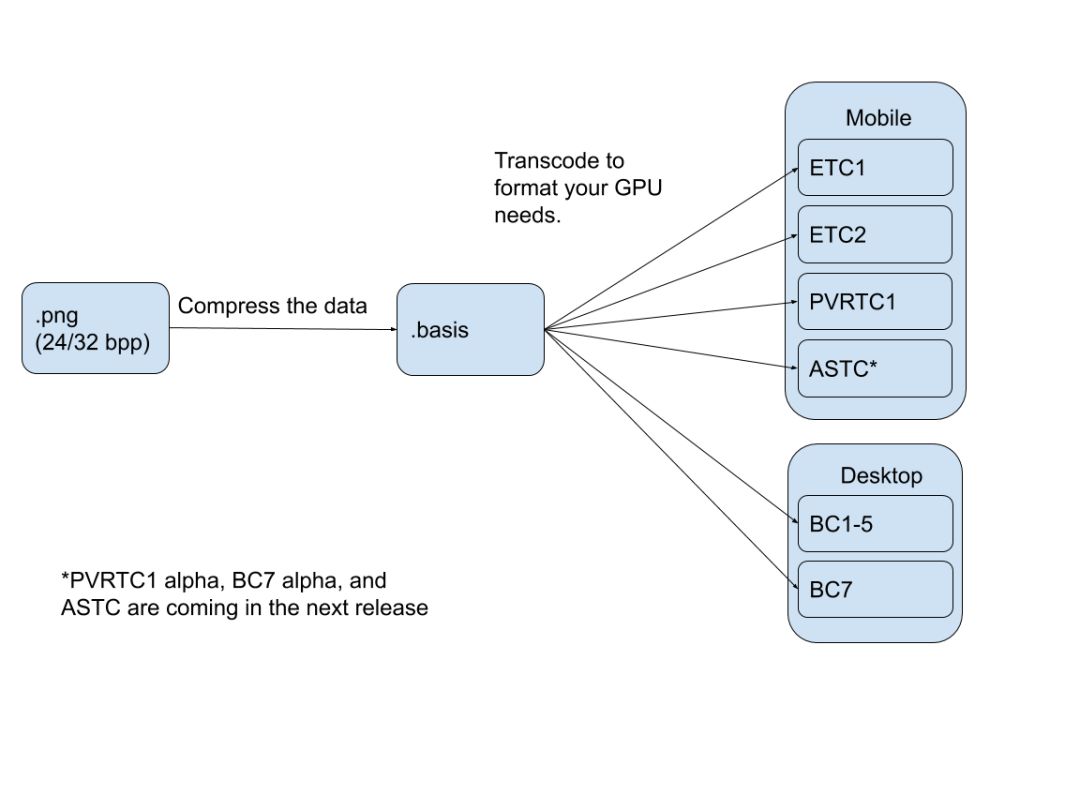 .png
(24/32 bpp)
Compress the data
.basis
Transcode to
format your GPU
needs.
Mobile
ETC1
ETC2
PVRTC1
ASTC*
Desktop
BC1-5
BC7
*PVRTC1 alpha, BC7 alpha, and
ASTC are coming in the next release